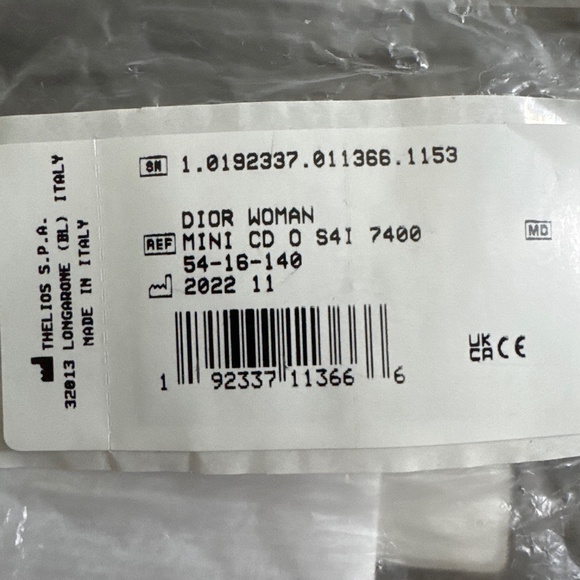 THELIOS S.P.A.
32013 LONGARONE (BL) ITALY
MADE IN ITALY
SN 1.0192337.011366.1153
DIOR WOMAN
REF MINI CD O S4I 7400
54-16-140
2022 11
MD
1 92337 11366 6
UK
CA CE